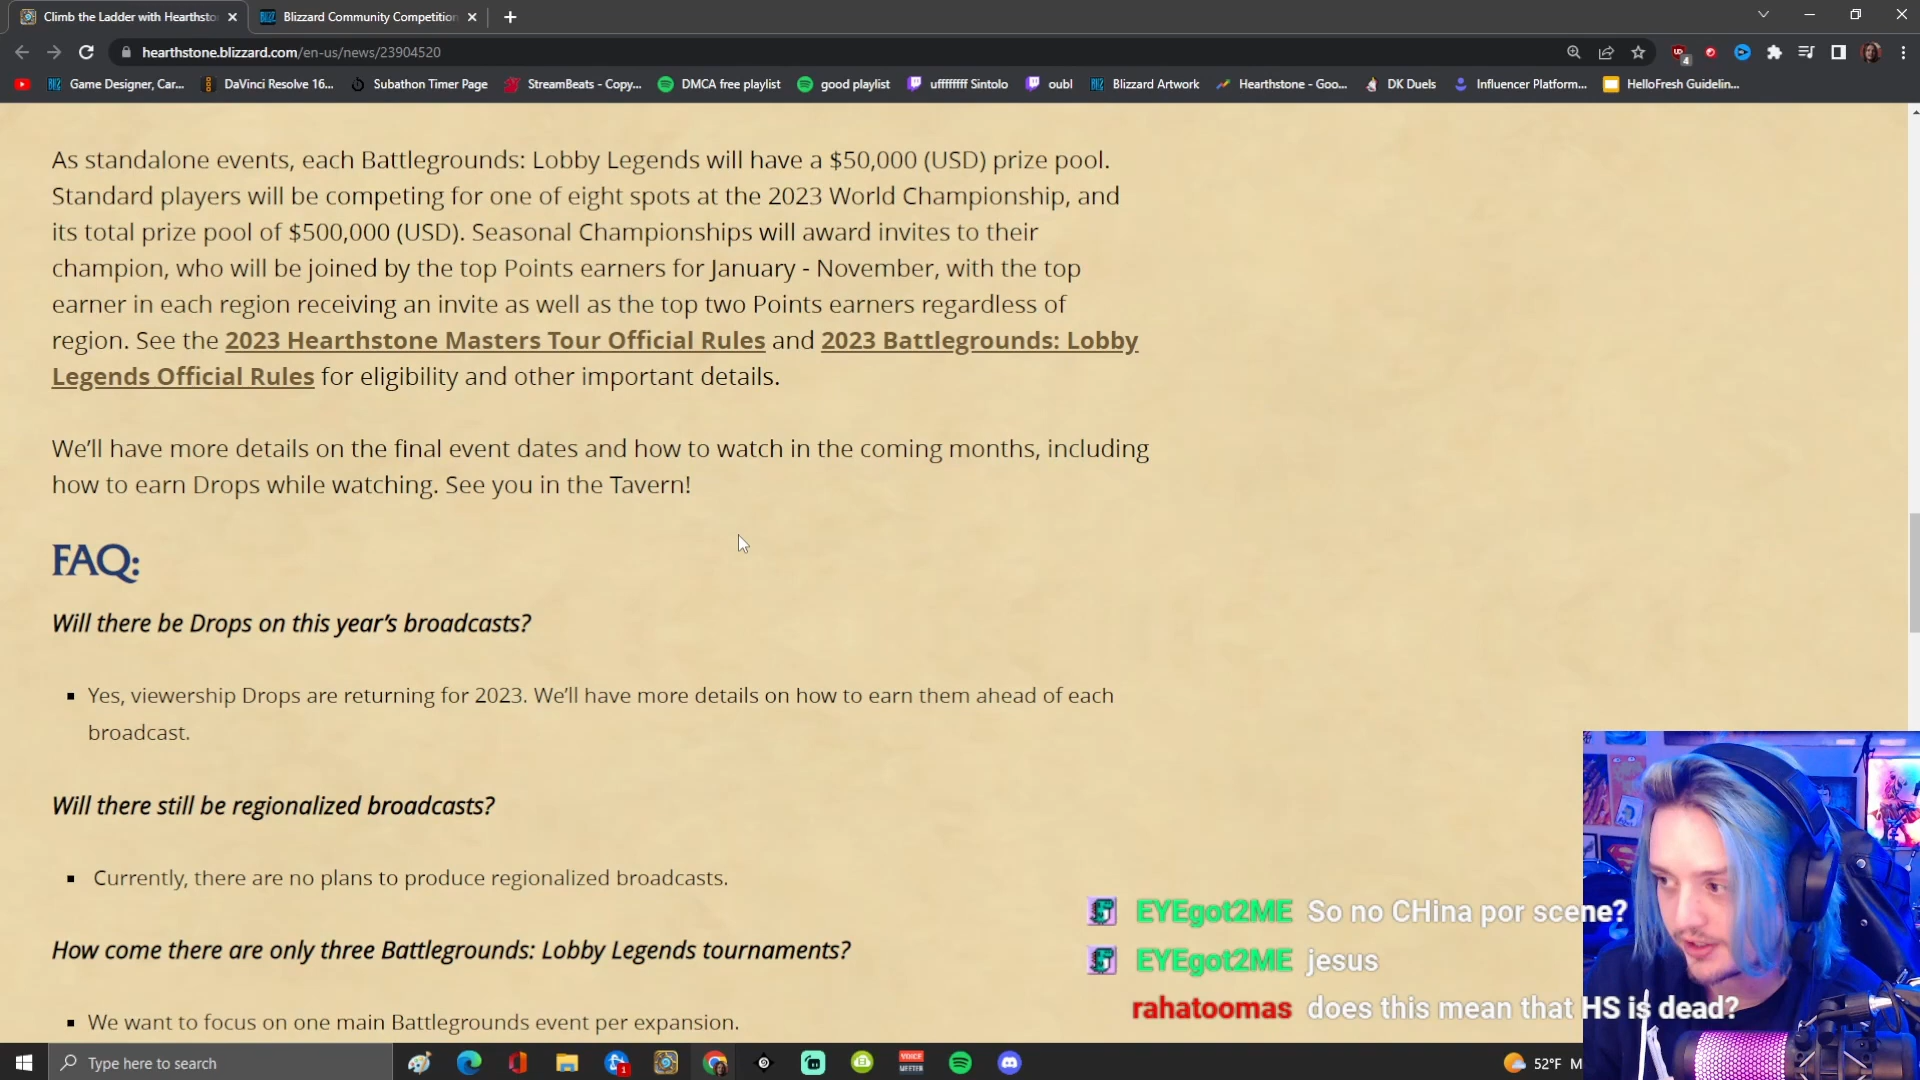 Climb the Ladder with Hearthsto
Blizzard Community Competition
hearthstone.blizzard.com/en-us/news/23904520
4
Game Designer, Car...
DaVinci Resolve 16...
Subathon Timer Page
StreamBeats - Copy...
DMCA free playlist
good playlist
uffffffff Sintolo
oubl
Blizzard Artwork
Hearthstone - Goo...
DK Duels
Influencer Platform...
HelloFresh Guidelin...
As standalone events, each Battlegrounds: Lobby Legends will have a $50,000 (USD) prize pool.
Standard players will be competing for one of eight spots at the 2023 World Championship, and
its total prize pool of $500,000 (USD). Seasonal Championships will award invites to their
champion, who will be joined by the top Points earners for January - November, with the top
earner in each region receiving an invite as well as the top two Points earners regardless of
region. See the 2023 Hearthstone Masters Tour Official Rules and 2023 Battlegrounds: Lobby
Legends Official Rules for eligibility and other important details.
We’ll have more details on the final event dates and how to watch in the coming months, including
how to earn Drops while watching. See you in the Tavern!
FAQ:
Will there be Drops on this year’s broadcasts?
▪ Yes, viewership Drops are returning for 2023. We’ll have more details on how to earn them ahead of each
broadcast.
Will there still be regionalized broadcasts?
▪ Currently, there are no plans to produce regionalized broadcasts.
How come there are only three Battlegrounds: Lobby Legends tournaments?
▪ We want to focus on one main Battlegrounds event per expansion.
EYEgot2ME So no CHina por scene?
EYEgot2ME jesus
rahatoomas does this mean that HS is dead?
Type here to search
1
VOICE
MEETER
52°F M